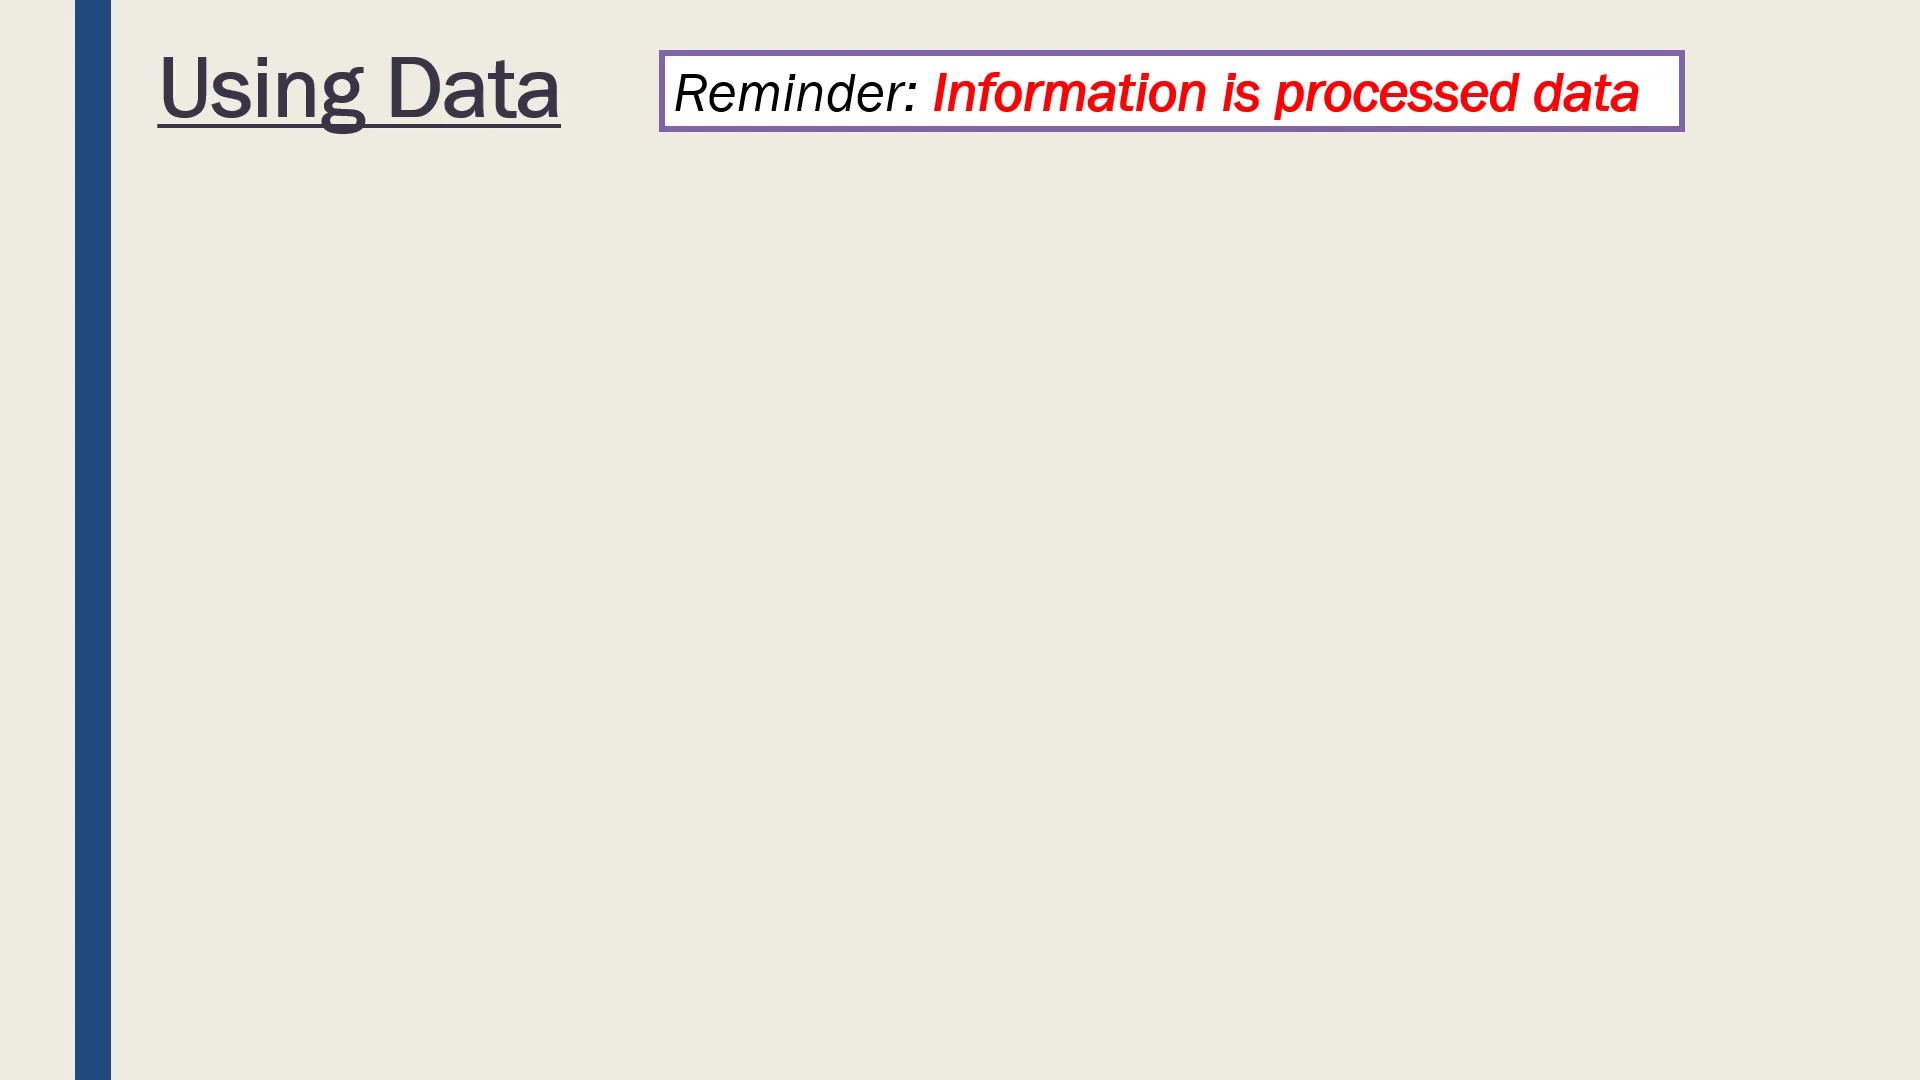 Using Data
Reminder: Information is processed data